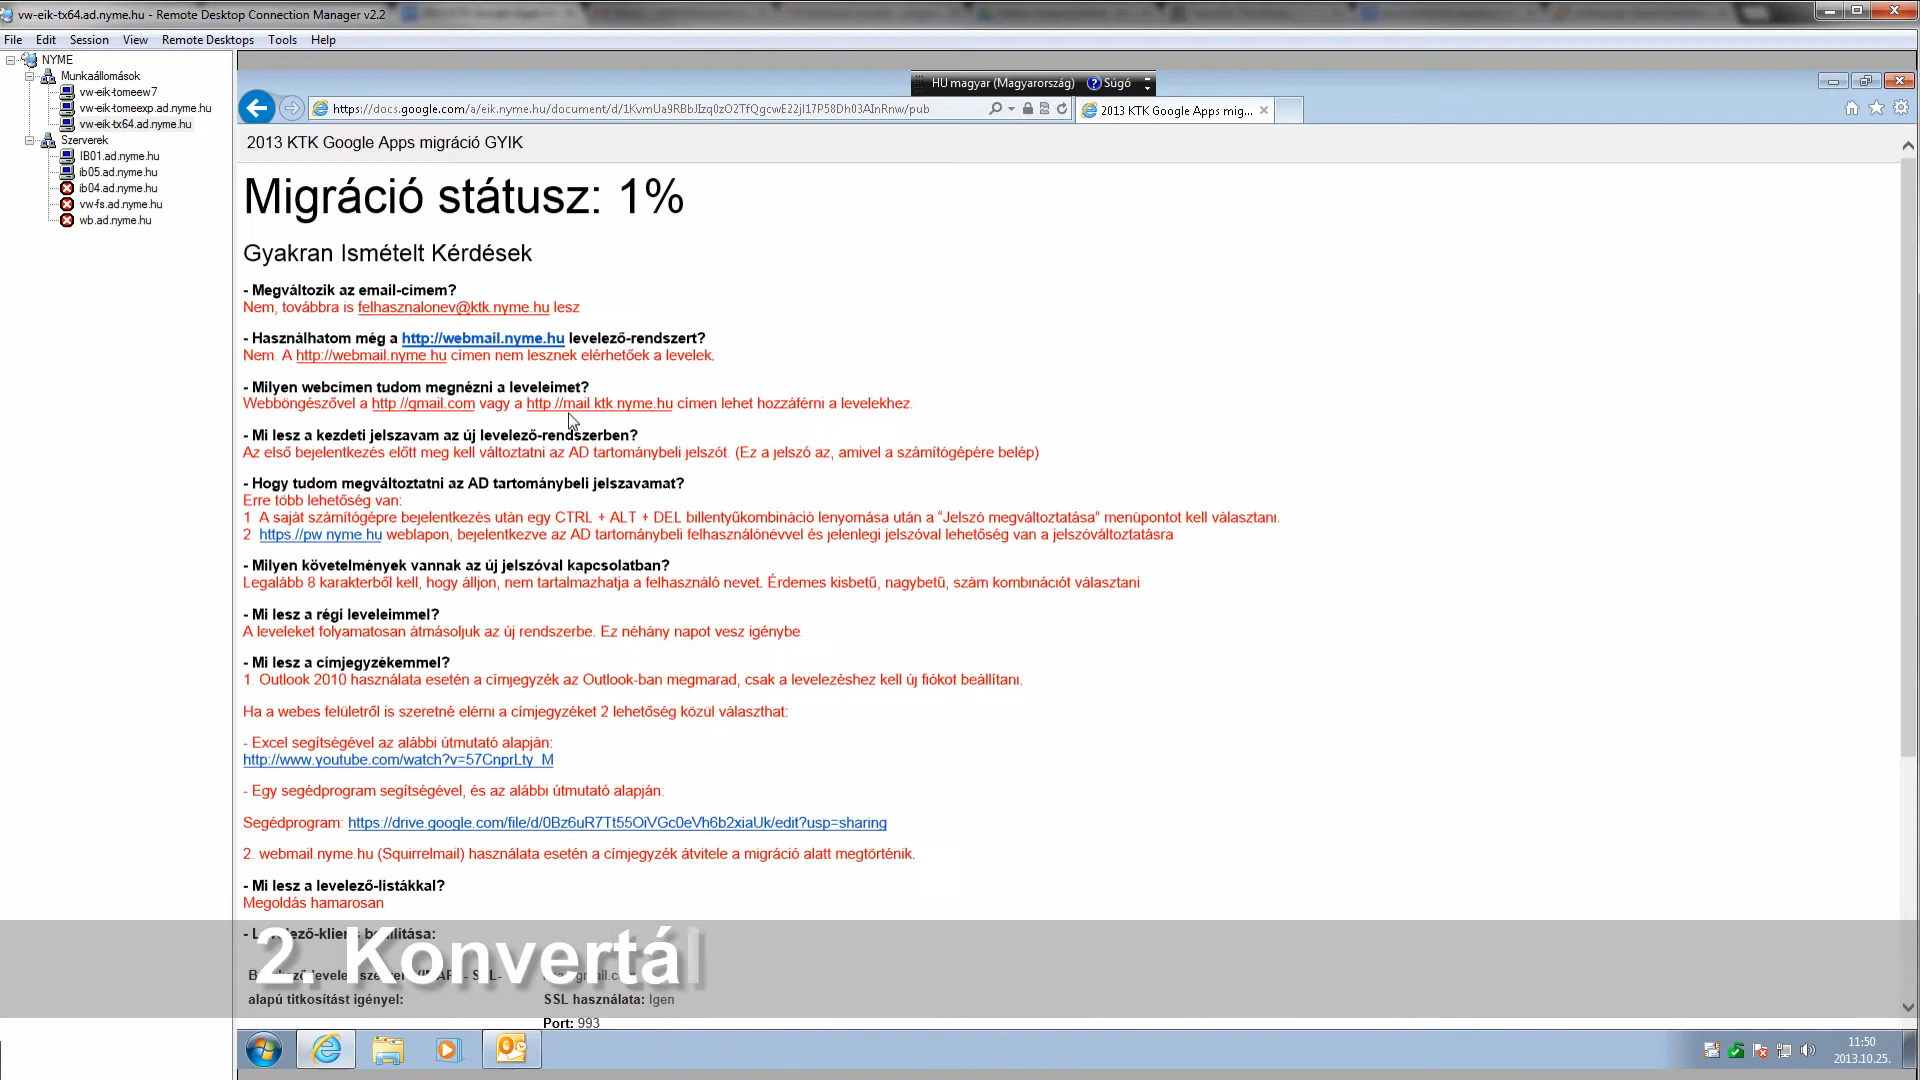 vw-eik-tx64.ad.nyme.hu - Remote Desktop Connection Manager v2.2
File Edit Session View Remote Desktops Tools Help
NYME
Munkaállomások
vw-eik-tomeew7
vw-eik-tomeexp.ad.nyme.hu
vw-eik-tx64.ad.nyme.hu
Szerverek
IB01.ad.nyme.hu
ib05.ad.nyme.hu
ib04.ad.nyme.hu
vw-fs.ad.nyme.hu
wb.ad.nyme.hu
HU magyar (Magyarország) Súgó
https://docs.google.com/a/eik.nyme.hu/document/d/1KvmUa9RBbJIzq0zO2TfQgcwE22jl17P58Dh03AInRnw/pub
2013 KTK Google Apps mig...
2013 KTK Google Apps migráció GYIK
Migráció státusz: 1%
Gyakran Ismételt Kérdések
- Megváltozik az email-címem?
Nem, továbbra is felhasznalonev@ktk.nyme.hu lesz
- Használhatom még a http://webmail.nyme.hu levelező-rendszert?
Nem. A http://webmail.nyme.hu címen nem lesznek elérhetőek a levelek.
- Milyen webcímen tudom megnézni a leveleimet?
Webböngészővel a http://gmail.com vagy a http://mail.ktk.nyme.hu címen lehet hozzáférni a levelekhez.
- Mi lesz a kezdeti jelszavam az új levelező-rendszerben?
Az első bejelentkezés előtt meg kell változtatni az AD tartománybeli jelszót. (Ez a jelszó az, amivel a számítógépére belép)
- Hogy tudom megváltoztatni az AD tartománybeli jelszavamat?
Erre több lehetőség van:
1 A saját számítógépre bejelentkezés után egy CTRL + ALT + DEL billentyűkombináció lenyomása után a “Jelszó megváltoztatása” menüpontot kell választani.
2 https://pw.nyme.hu weblapon, bejelentkezve az AD tartománybeli felhasználónévvel és jelenlegi jelszóval lehetőség van a jelszóváltoztatásra
- Milyen követelmények vannak az új jelszóval kapcsolatban?
Legalább 8 karakterből kell, hogy álljon, nem tartalmazhatja a felhasználó nevet. Érdemes kisbetű, nagybetű, szám kombinációt választani
- Mi lesz a régi leveleimmel?
A leveleket folyamatosan átmásoljuk az új rendszerbe. Ez néhány napot vesz igénybe
- Mi lesz a címjegyzékemmel?
1 Outlook 2010 használata esetén a címjegyzék az Outlook-ban megmarad, csak a levelezéshez kell új fiókot beállítani.
Ha a webes felületről is szeretné elérni a címjegyzéket 2 lehetőség közül választhat:
- Excel segítségével az alábbi útmutató alapján:
http://www.youtube.com/watch?v=57CnprLty_M
- Egy segédprogram segítségével, és az alábbi útmutató alapján:
Segédprogram: https://drive.google.com/file/d/0Bz6uR7Tt55OiVGc0eVh6b2xiaUk/edit?usp=sharing
2. webmail.nyme.hu (Squirrelmail) használata esetén a címjegyzék átvitele a migráció alatt megtörténik.
- Mi lesz a levelező-listákkal?
Megoldás hamarosan
2. Konvertál
alapú titkosítást igényel: SSL használata: Igen
Port: 993
11:50
2013.10.25.